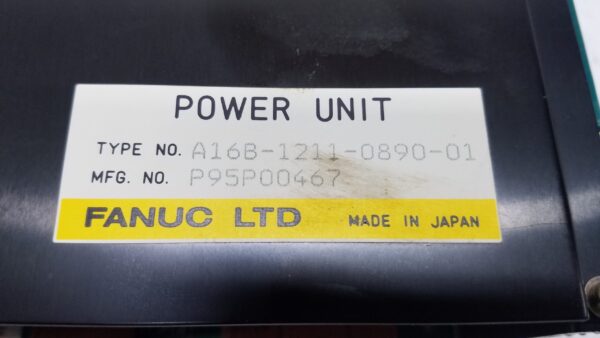 POWER UNIT
TYPE NO. A16B-1211-0890-01
MFG. NO. P95P00467
FANUC LTD MADE IN JAPAN